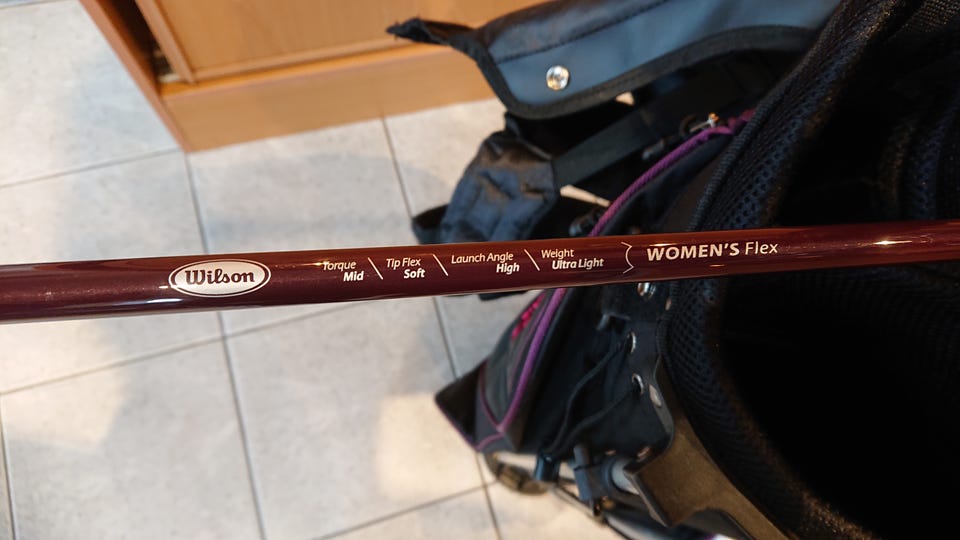 Wilson
Torque
Mid
Tip Flex
Soft
Launch Angle
High
Weight
Ultra Light
WOMEN'S Flex